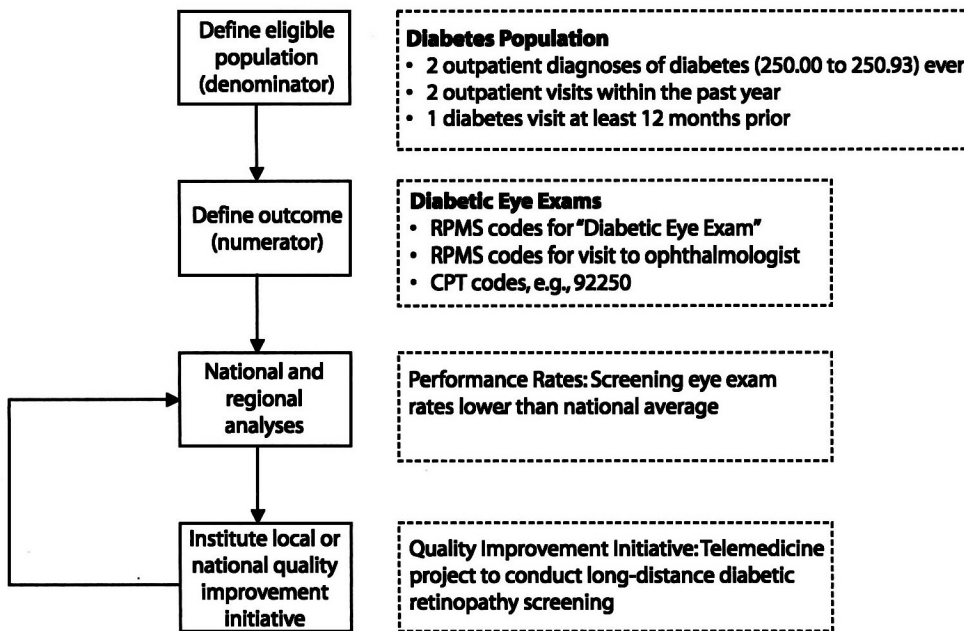 Define eligible
population
(denominator)
Diabetes Population
• 2 outpatient diagnoses of diabetes (250.00 to 250.93) ever
• 2 outpatient visits within the past year
• 1 diabetes visit at least 12 months prior
Define outcome
(numerator)
Diabetic Eye Exams
• RPMS codes for “Diabetic Eye Exam”
• RPMS codes for visit to ophthalmologist
• CPT codes, e.g., 92250
National and
regional
analyses
Performance Rates: Screening eye exam
rates lower than national average
Institute local or
national quality
improvement
initiative
Quality Improvement Initiative: Telemedicine
project to conduct long-distance diabetic
retinopathy screening